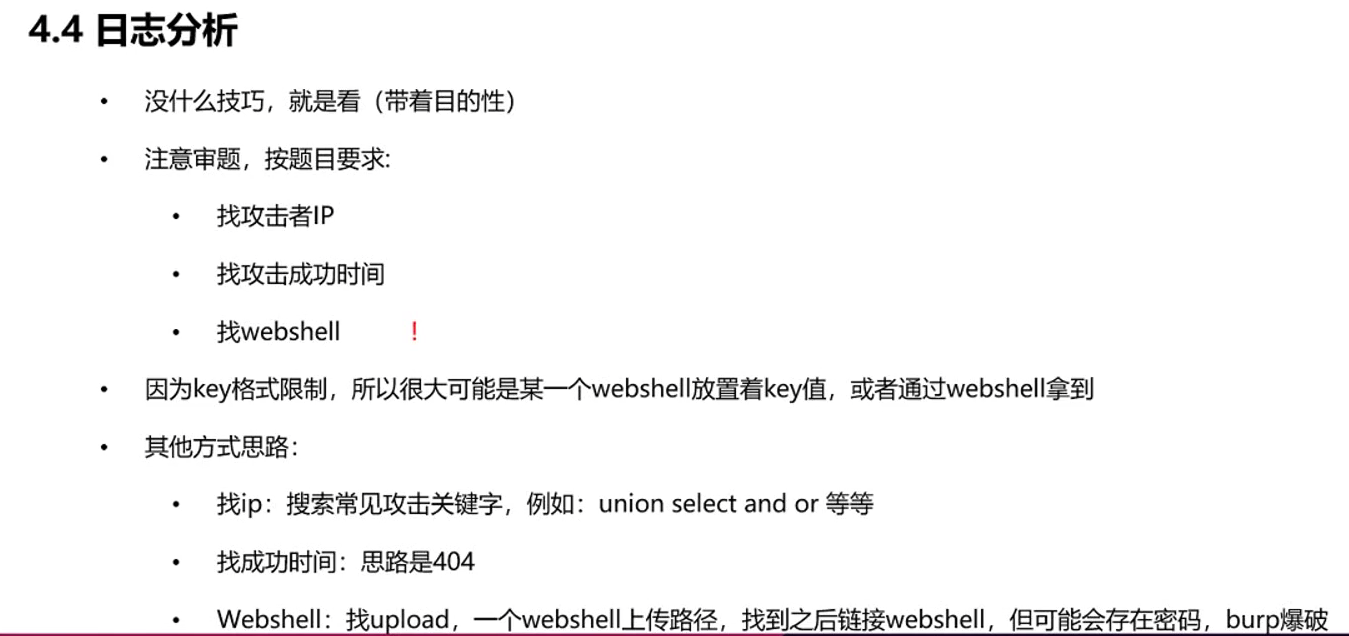 4.4 日志分析
• 没什么技巧，就是看（带着目的性）
• 注意审题，按题目要求:
• 找攻击者IP
• 找攻击成功时间
• 找webshell !
• 因为key格式限制，所以很大可能是某一个webshell放置着key值，或者通过webshell拿到
• 其他方式思路：
• 找ip：搜索常见攻击关键字，例如：union select and or 等等
• 找成功时间：思路是404
• Webshell：找upload，一个webshell上传路径，找到之后链接webshell，但可能会存在密码，burp爆破